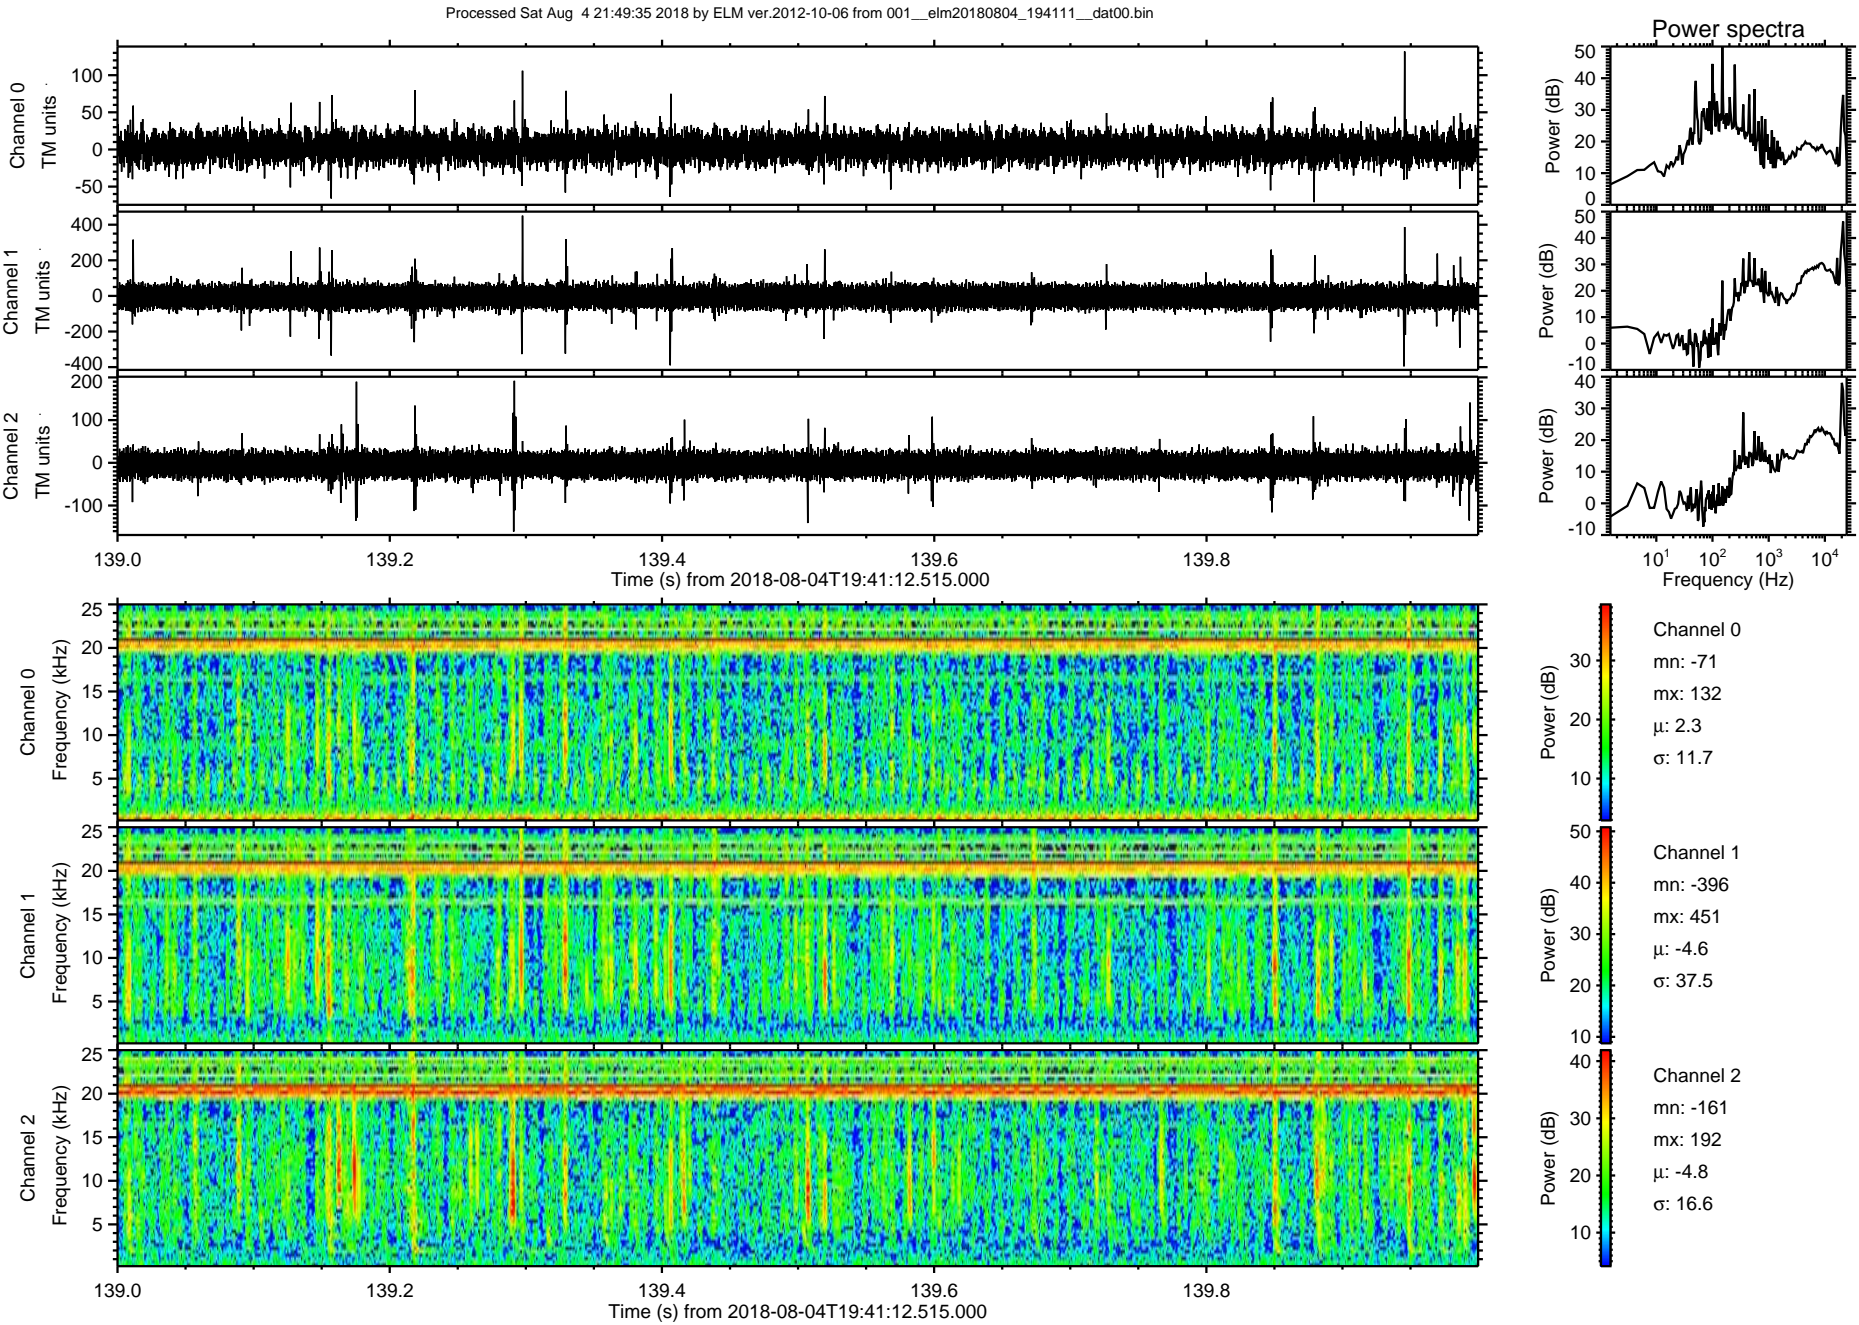 Processed Sat Aug  4 21:49:35 2018 by ELM ver.2012-10-06 from 001__elm20180804_194111__dat00.bin
Power spectra
Channel 0
TM units
100
50
0
-50
Power (dB)
50
40
30
20
10
0
Channel 1
TM units
400
200
0
-200
-400
Power (dB)
50
40
30
20
10
0
-10
Channel 2
TM units
200
100
0
-100
Power (dB)
40
30
20
10
0
-10
139.0 139.2 139.4 139.6 139.8
Time (s) from 2018-08-04T19:41:12.515.000
10^1 10^2 10^3 10^4
Frequency (Hz)
Channel 0
Frequency (kHz)
25
20
15
10
5
Power (dB)
30
20
10
Channel 0
mn: -71
mx: 132
µ: 2.3
σ: 11.7
Channel 1
Frequency (kHz)
25
20
15
10
5
Power (dB)
50
40
30
20
10
Channel 1
mn: -396
mx: 451
µ: -4.6
σ: 37.5
Channel 2
Frequency (kHz)
25
20
15
10
5
Power (dB)
40
30
20
10
Channel 2
mn: -161
mx: 192
µ: -4.8
σ: 16.6
139.0 139.2 139.4 139.6 139.8
Time (s) from 2018-08-04T19:41:12.515.000